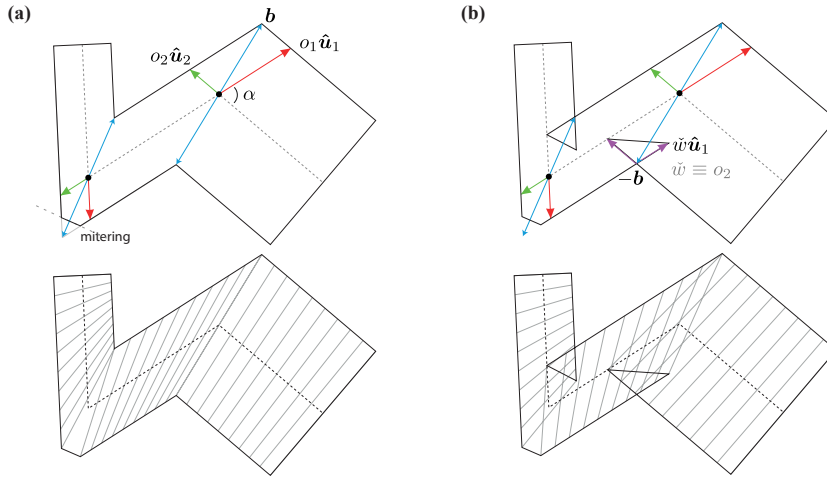 (a)
(b)
b
o₁û₁
o₂û₂
α
w̌û₁
−b
w̌ ≡ o₂
mitering